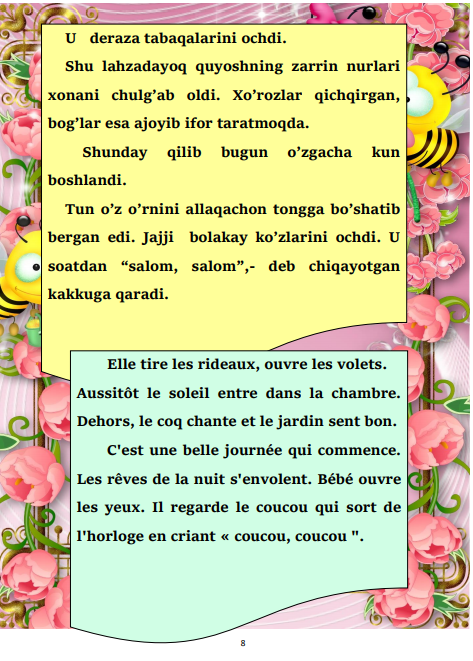 U deraza tabaqalarini ochdi.
Shu lahzadayoq quyoshning zarrin nurlari
xonani chulg’ab oldi. Xo’rozlar qichqirgan,
bog’lar esa ajoyib ifor taratmoqda.
Shunday qilib bugun o’zgacha kun
boshlandi.
Tun o’z o’rnini allaqachon tongga bo’shatib
bergan edi. Jajji bolakay ko’zlarini ochdi. U
soatdan “salom, salom”,- deb chiqayotgan
kakkuga qaradi.
Elle tire les rideaux, ouvre les volets.
Aussitôt le soleil entre dans la chambre.
Dehors, le coq chante et le jardin sent bon.
C'est une belle journée qui commence.
Les rêves de la nuit s'envolent. Bébé ouvre
les yeux. Il regarde le coucou qui sort de
l'horloge en criant « coucou, coucou ".
8